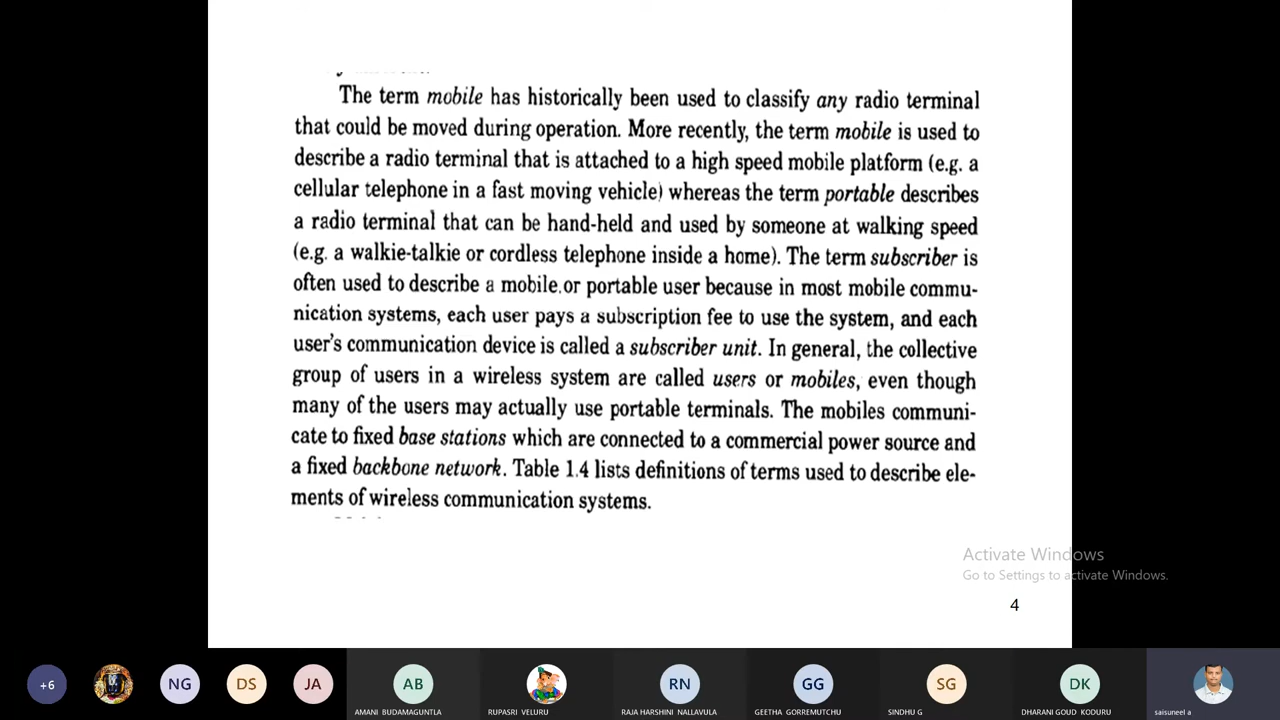 The term mobile has historically been used to classify any radio terminal
that could be moved during operation. More recently, the term mobile is used to
describe a radio terminal that is attached to a high speed mobile platform (e.g. a
cellular telephone in a fast moving vehicle) whereas the term portable describes
a radio terminal that can be hand-held and used by someone at walking speed
(e.g. a walkie-talkie or cordless telephone inside a home). The term subscriber is
often used to describe a mobile or portable user because in most mobile commu-
nication systems, each user pays a subscription fee to use the system, and each
user's communication device is called a subscriber unit. In general, the collective
group of users in a wireless system are called users or mobiles, even though
many of the users may actually use portable terminals. The mobiles communi-
cate to fixed base stations which are connected to a commercial power source and
a fixed backbone network. Table 1.4 lists definitions of terms used to describe ele-
ments of wireless communication systems.
Activate Windows
Go to Settings to activate Windows.
4
+6
NG
DS
JA
AB
RN
GG
SG
DK
AMANI BUDAMAGUNTLA
RUPASRI VELURU
RAJA HARSHINI NALLAVULA
GEETHA GORREMUTCHU
SINDHU G
DHARANI GOUD KODURU
saisuneel a